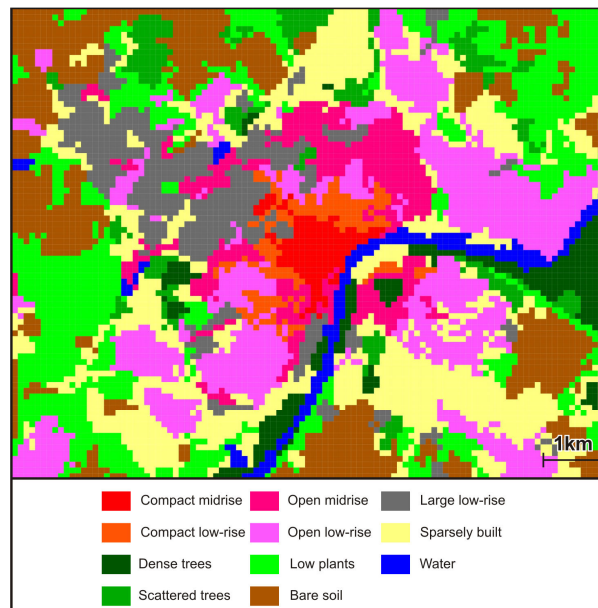 1km
Compact midrise Open midrise Large low-rise
Compact low-rise Open low-rise Sparsely built
Dense trees Low plants Water
Scattered trees Bare soil